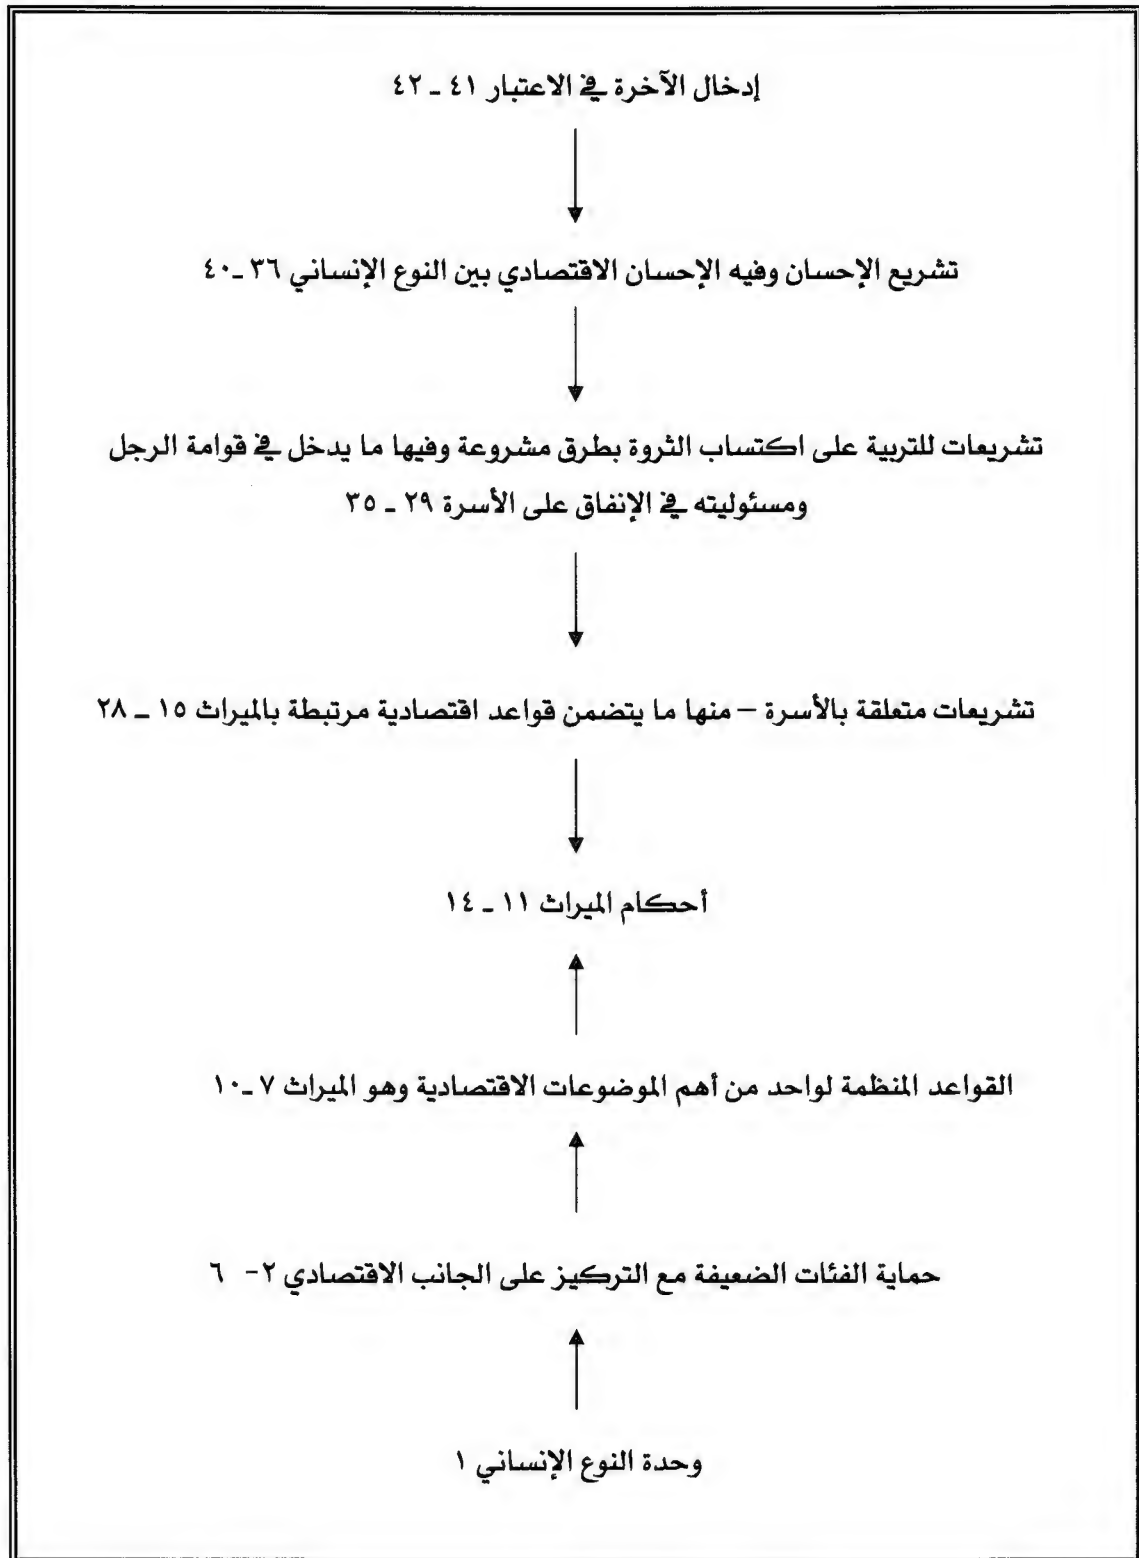 إدخال الآخرة في الاعتبار ٤١ ـ ٤٢
تشريع الإحسان وفيه الإحسان الاقتصادي بين النوع الإنساني ٣٦ ـ٤٠
تشريعات للتربية على اكتساب الثروة بطرق مشروعة وفيها ما يدخل في قوامة الرجل
ومسئوليته في الإنفاق على الأسرة ٢٩ ـ ٣٥
تشريعات متعلقة بالأسرة – منها ما يتضمن قواعد اقتصادية مرتبطة بالميراث ١٥ ـ ٢٨
أحكام الميراث ١١ ـ ١٤
القواعد المنظمة لواحد من أهم الموضوعات الاقتصادية وهو الميراث ٧ ـ١٠
حماية الفئات الضعيفة مع التركيز على الجانب الاقتصادي ٢- ٦
وحدة النوع الإنساني ١